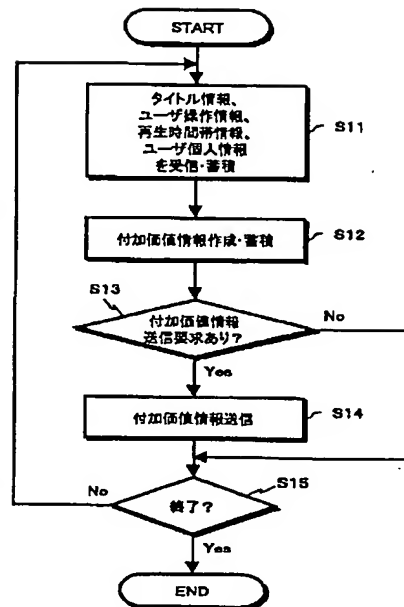 START
タイトル情報、
ユーザ操作情報、
再生時間帯情報、
ユーザ個人情報
を受信・蓄積
S11
付加価値情報作成・蓄積
S12
S13
付加価値情報
送信要求あり?
No
Yes
付加価値情報送信
S14
No
終了?
S15
Yes
END